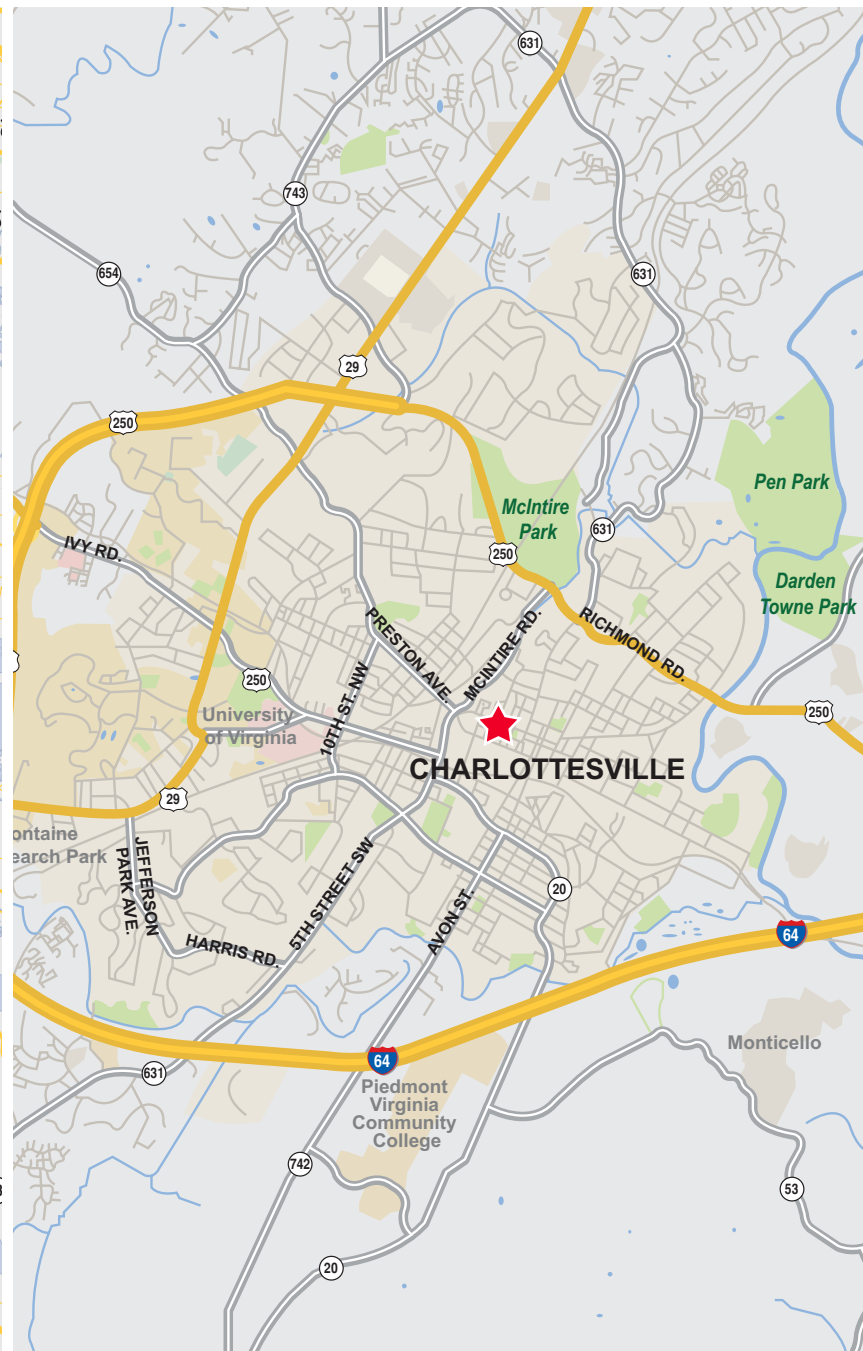 631
743
654
631
29
250
Pen Park
McIntire
Park
631
IVY RD.
250
Darden
Towne Park
RICHMOND RD.
MCINTIRE RD.
PRESTON AVE.
10TH ST. NW
250
University
of Virginia
250
CHARLOTTESVILLE
29
ontaine
earch Park
JEFFERSON
PARK AVE.
5TH STREET SW
AVON ST.
20
HARRIS RD.
64
Monticello
64
631
Piedmont
Virginia
Community
College
742
53
20